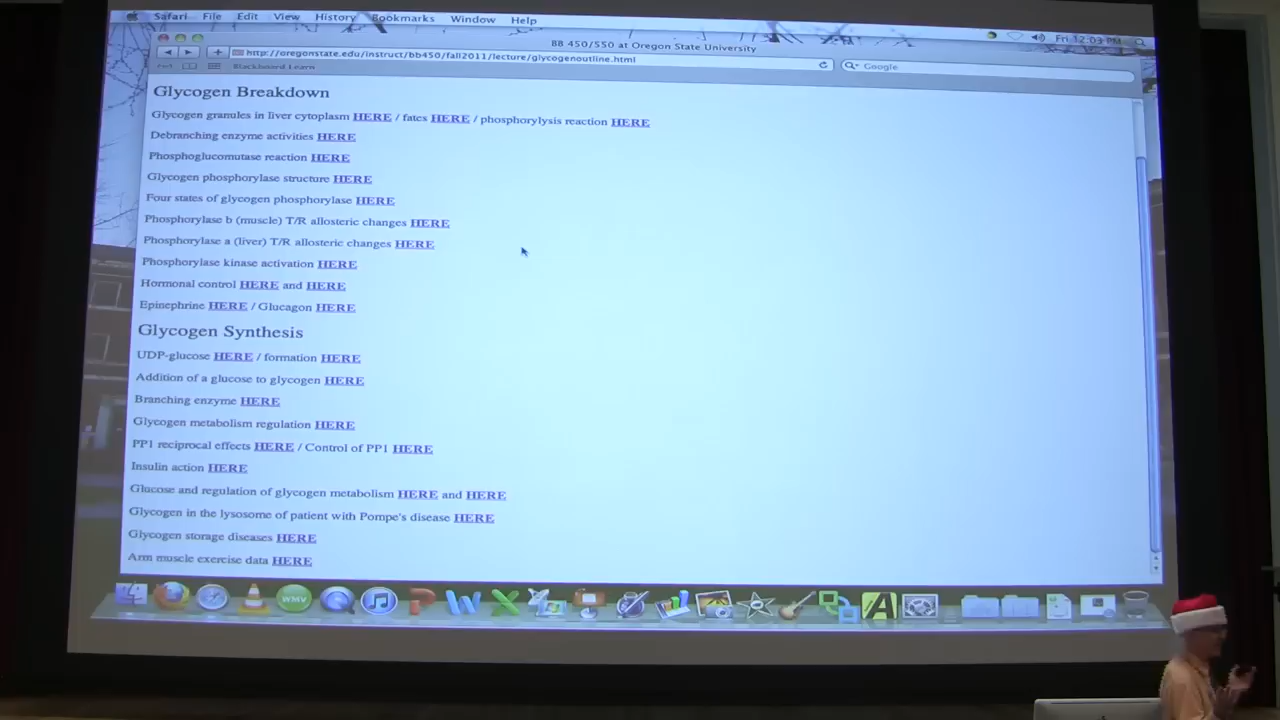 Safari File Edit View History Bookmarks Window Help
Fri 12:03 PM
BB 450/550 at Oregon State University
http://oregonstate.edu/instruct/bb450/fall2011/lecture/glycogenoutline.html
Google
Blackboard Learn
Glycogen Breakdown
Glycogen granules in liver cytoplasm HERE / fates HERE / phosphorylysis reaction HERE
Debranching enzyme activities HERE
Phosphoglucomutase reaction HERE
Glycogen phosphorylase structure HERE
Four states of glycogen phosphorylase HERE
Phosphorylase b (muscle) T/R allosteric changes HERE
Phosphorylase a (liver) T/R allosteric changes HERE
Phosphorylase kinase activation HERE
Hormonal control HERE and HERE
Epinephrine HERE / Glucagon HERE
Glycogen Synthesis
UDP-glucose HERE / formation HERE
Addition of a glucose to glycogen HERE
Branching enzyme HERE
Glycogen metabolism regulation HERE
PP1 reciprocal effects HERE / Control of PP1 HERE
Insulin action HERE
Glucose and regulation of glycogen metabolism HERE and HERE
Glycogen in the lysosome of patient with Pompe's disease HERE
Glycogen storage diseases HERE
Arm muscle exercise data HERE
WMV